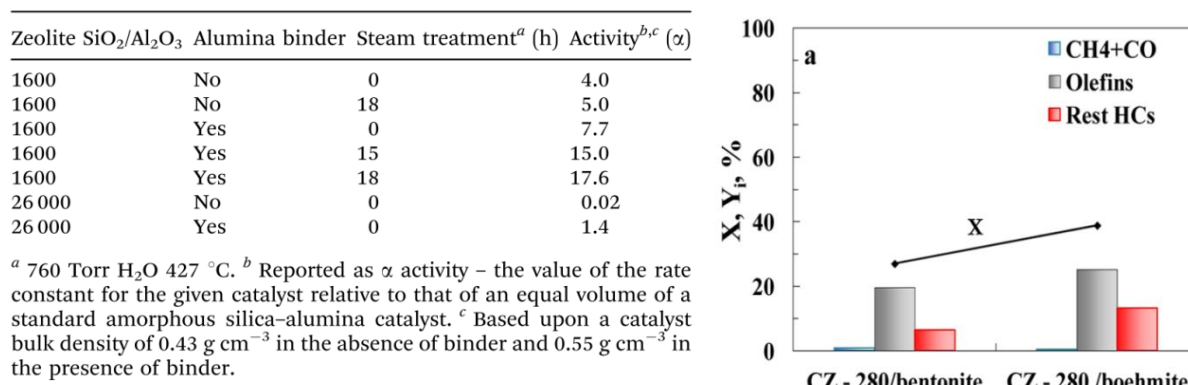 Zeolite SiO₂/Al₂O₃ Alumina binder Steam treatmentᵃ (h) Activityᵇ,ᶜ (α)
1600 No 0 4.0
1600 No 18 5.0
1600 Yes 0 7.7
1600 Yes 15 15.0
1600 Yes 18 17.6
26 000 No 0 0.02
26 000 Yes 0 1.4
ᵃ 760 Torr H₂O 427 °C. ᵇ Reported as α activity – the value of the rate
constant for the given catalyst relative to that of an equal volume of a
standard amorphous silica–alumina catalyst. ᶜ Based upon a catalyst
bulk density of 0.43 g cm⁻³ in the absence of binder and 0.55 g cm⁻³ in
the presence of binder.
a
CH4+CO
Olefins
Rest HCs
X, Yᵢ, %
100
80
60
40
20
0
X
CZ - 280/bentonite CZ - 280 /boehmite